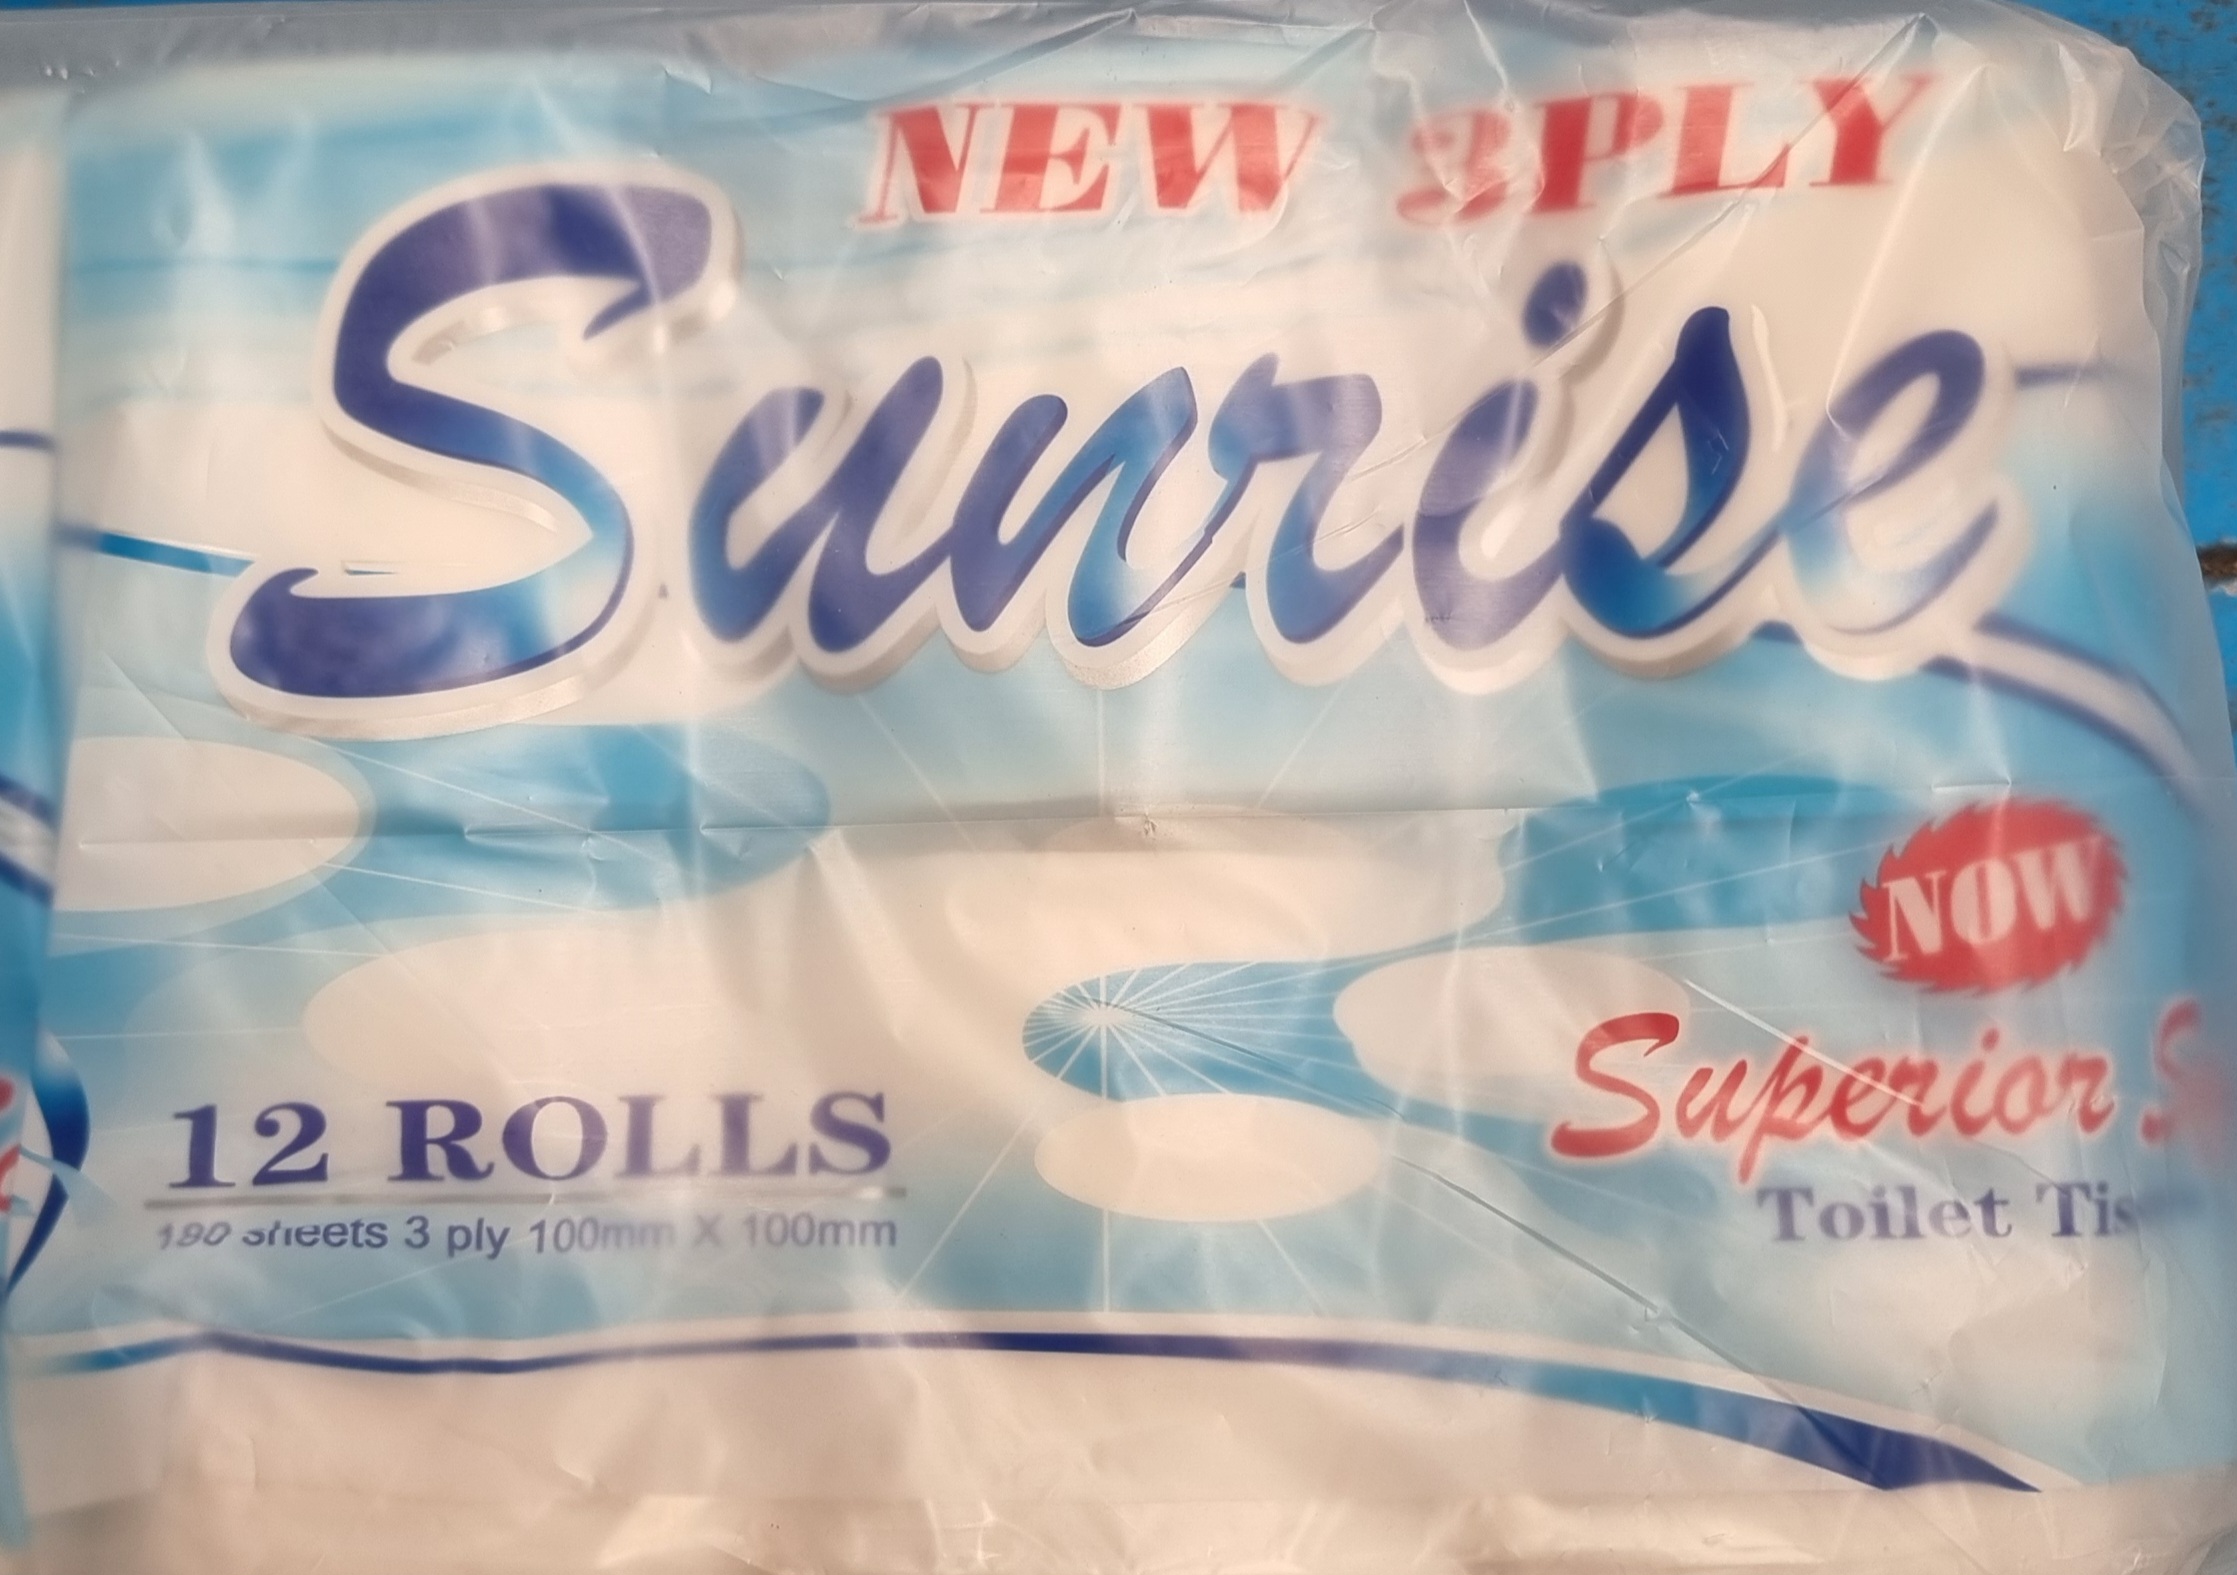 NEW 3PLY
Sunrise
NOW
Superior
Toilet
12 ROLLS
sheets 3 ply 100mm X 100mm